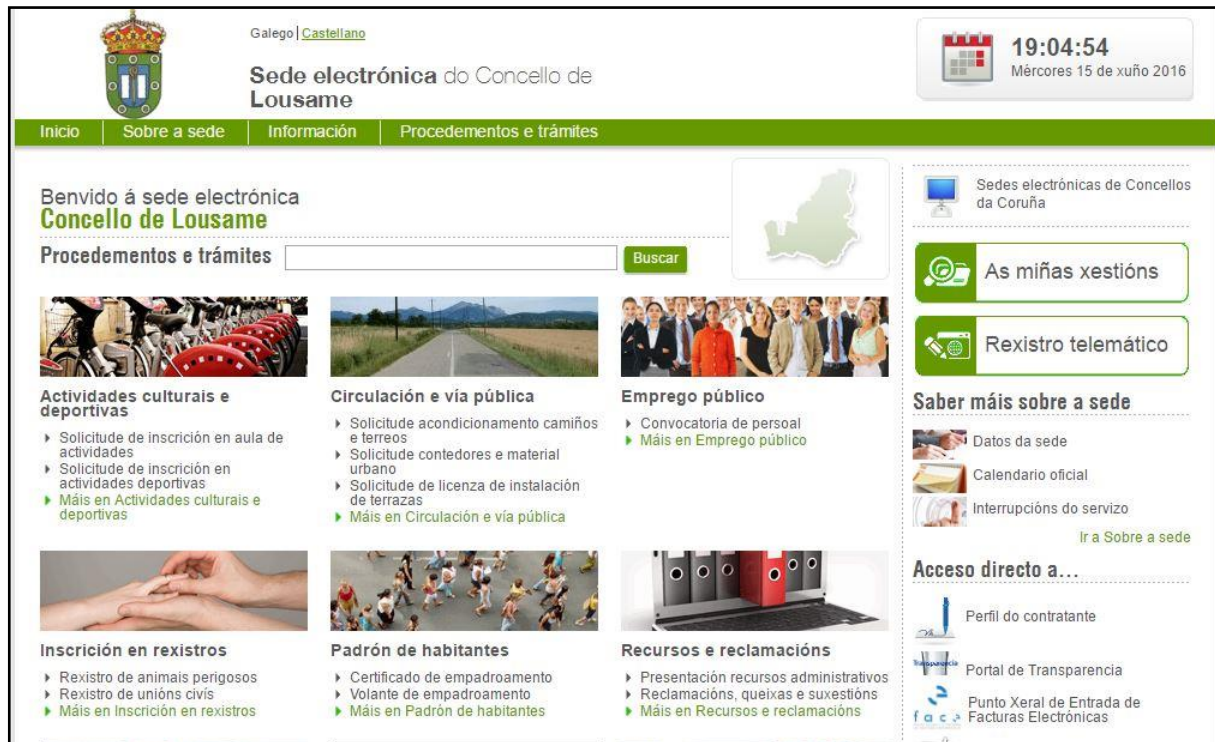 Galego | Castellano
Sede electrónica do Concello de
Lousame
19:04:54
Mércores 15 de xuño 2016
Inicio
Sobre a sede
Información
Procedementos e trámites
Benvido á sede electrónica
Concello de Lousame
Procedementos e trámites
Buscar
Actividades culturais e
deportivas
Solicitude de inscrición en aula de
actividades
Solicitude de inscrición en
actividades deportivas
Máis en Actividades culturais e
deportivas
Circulación e vía pública
Solicitude acondicionamento camiños
e terreos
Solicitude contedores e material
urbano
Solicitude de licenza de instalación
de terrazas
Máis en Circulación e vía pública
Emprego público
Convocatoria de persoal
Máis en Emprego público
Inscrición en rexistros
Rexistro de animais perigosos
Rexistro de unións civís
Máis en Inscrición en rexistros
Padrón de habitantes
Certificado de empadroamento
Volante de empadroamento
Máis en Padrón de habitantes
Recursos e reclamacións
Presentación recursos administrativos
Reclamacións, queixas e suxestións
Máis en Recursos e reclamacións
Sedes electrónicas de Concellos
da Coruña
As miñas xestións
Rexistro telemático
Saber máis sobre a sede
Datos da sede
Calendario oficial
Interrupcións do servizo
Ir a Sobre a sede
Acceso directo a...
Perfil do contratante
Transparencia
Portal de Transparencia
face
Punto Xeral de Entrada de
Facturas Electrónicas